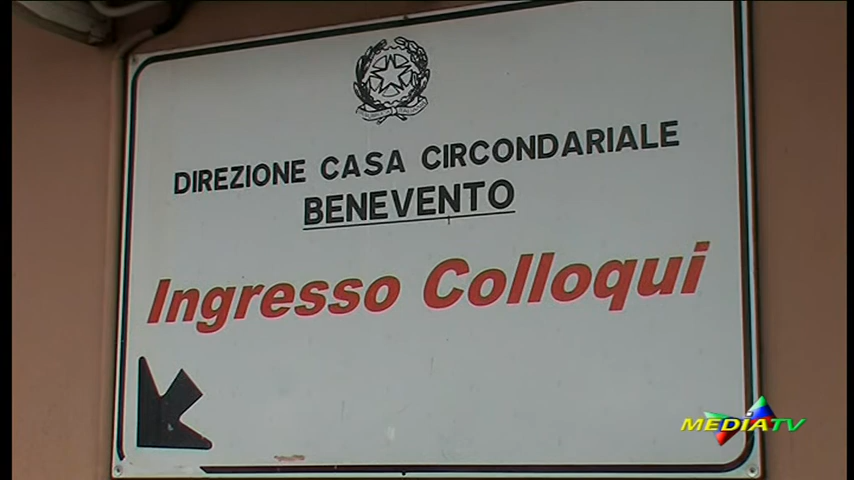 DIREZIONE CASA CIRCONDARIALE
BENEVENTO
Ingresso Colloqui
MEDIATV